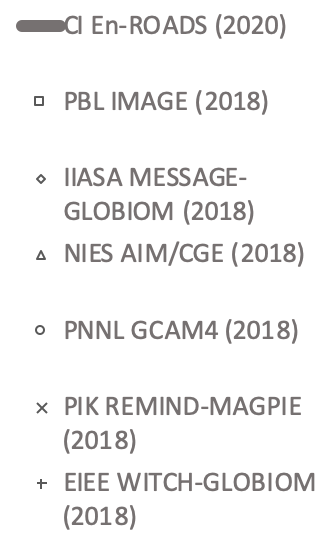 CI En-ROADS (2020)
PBL IMAGE (2018)
IIASA MESSAGE-
GLOBIOM (2018)
NIES AIM/CGE (2018)
PNNL GCAM4 (2018)
PIK REMIND-MAGPIE
(2018)
EIEE WITCH-GLOBIOM
(2018)